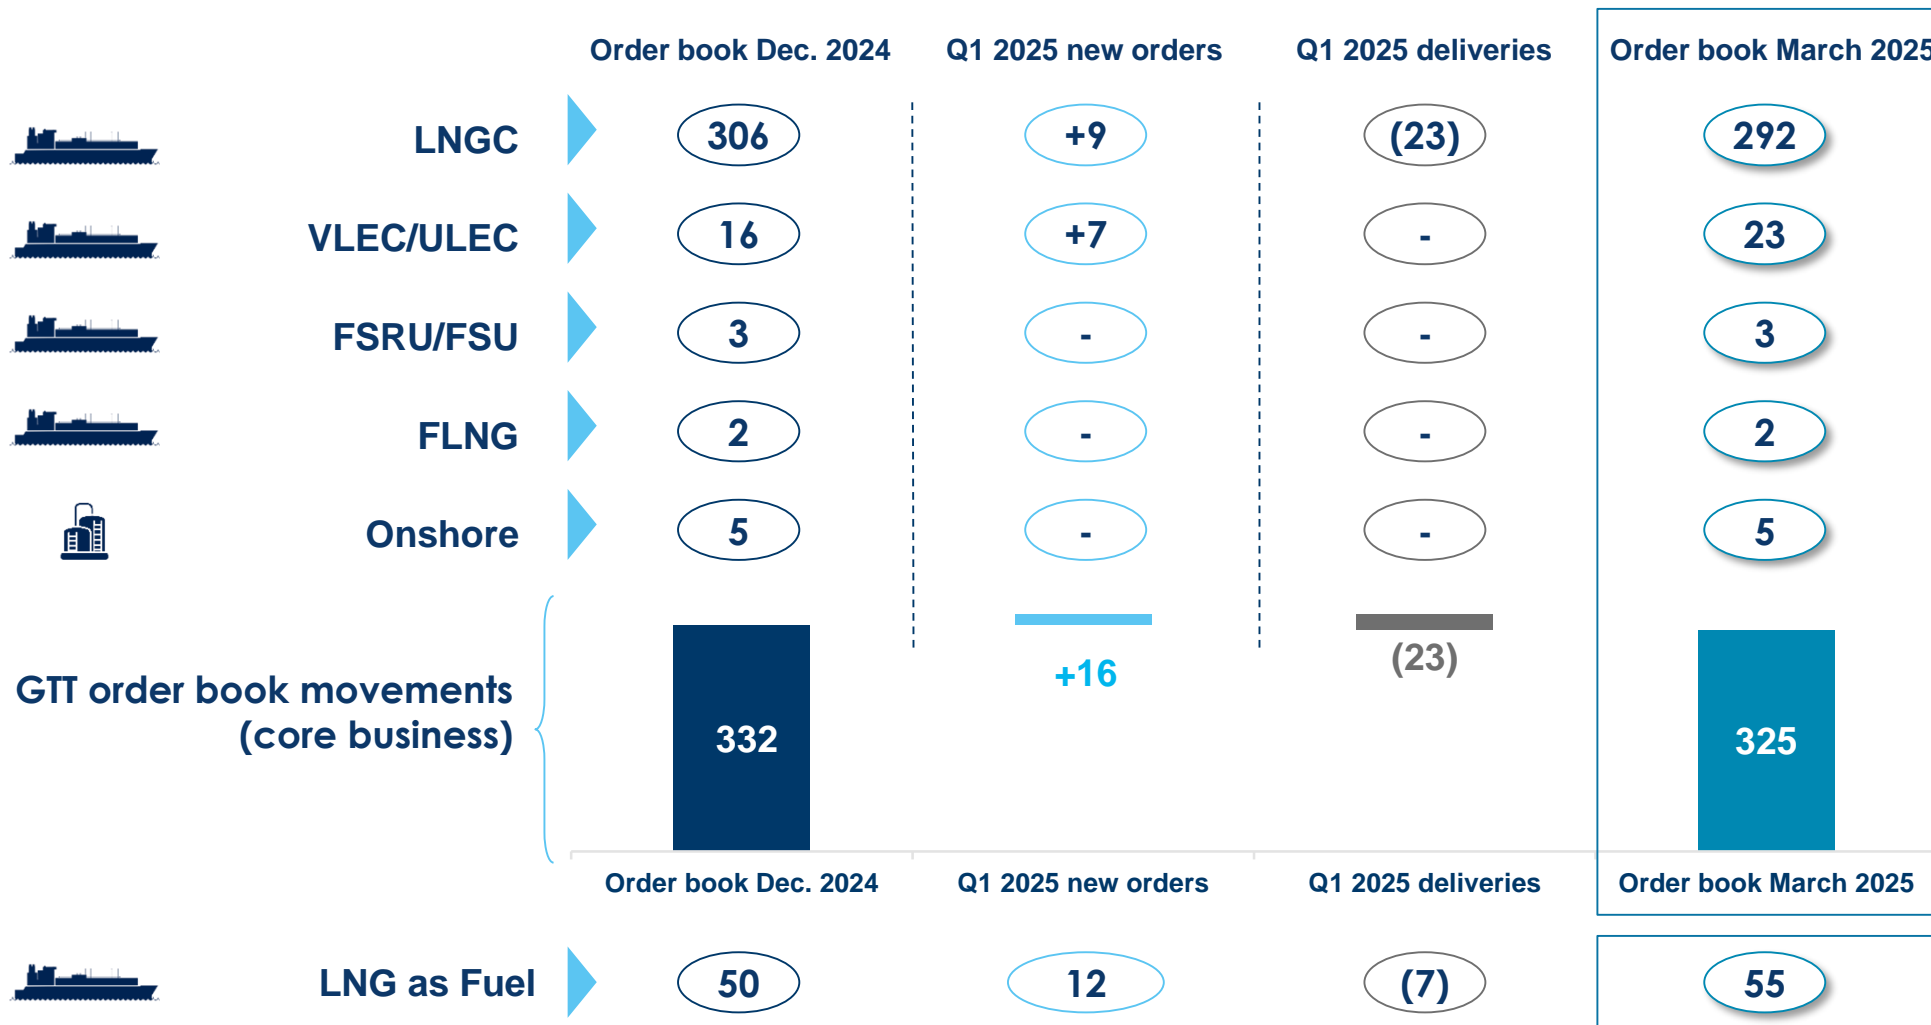 Order book Dec. 2024 Q1 2025 new orders Q1 2025 deliveries Order book March 2025
LNGC 306 +9 (23) 292
VLEC/ULEC 16 +7 - 23
FSRU/FSU 3 - - 3
FLNG 2 - - 2
Onshore 5 - - 5
+16 (23)
GTT order book movements
(core business)
332 325
Order book Dec. 2024 Q1 2025 new orders Q1 2025 deliveries Order book March 2025
LNG as Fuel 50 12 (7) 55